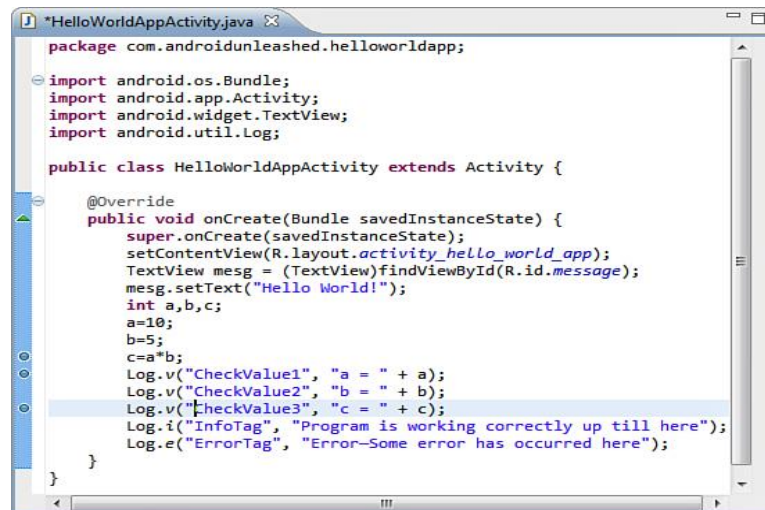 *HelloWorldAppActivity.java
package com.androidunleashed.helloworldapp;
import android.os.Bundle;
import android.app.Activity;
import android.widget.TextView;
import android.util.Log;
public class HelloWorldAppActivity extends Activity {
@Override
public void onCreate(Bundle savedInstanceState) {
super.onCreate(savedInstanceState);
setContentView(R.layout.activity_hello_world_app);
TextView mesg = (TextView)findViewById(R.id.message);
mesg.setText("Hello World!");
int a,b,c;
a=10;
b=5;
c=a*b;
Log.v("CheckValue1", "a = " + a);
Log.v("CheckValue2", "b = " + b);
Log.v("CheckValue3", "c = " + c);
Log.i("InfoTag", "Program is working correctly up till here");
Log.e("ErrorTag", "Error—Some error has occurred here");
}
}